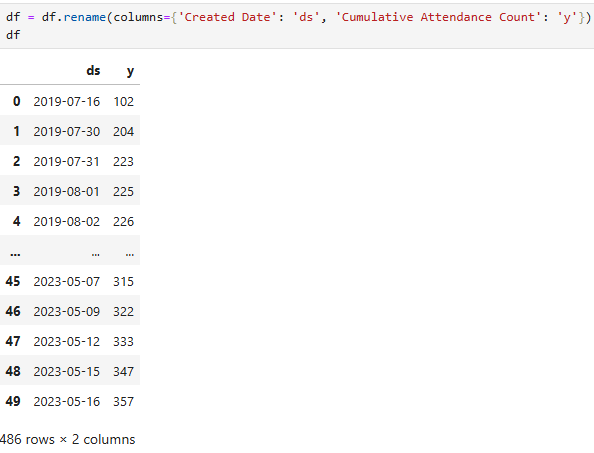 df = df.rename(columns={'Created Date': 'ds', 'Cumulative Attendance Count': 'y'})
df
ds y
0 2019-07-16 102
1 2019-07-30 204
2 2019-07-31 223
3 2019-08-01 225
4 2019-08-02 226
... ... ...
45 2023-05-07 315
46 2023-05-09 322
47 2023-05-12 333
48 2023-05-15 347
49 2023-05-16 357
486 rows × 2 columns